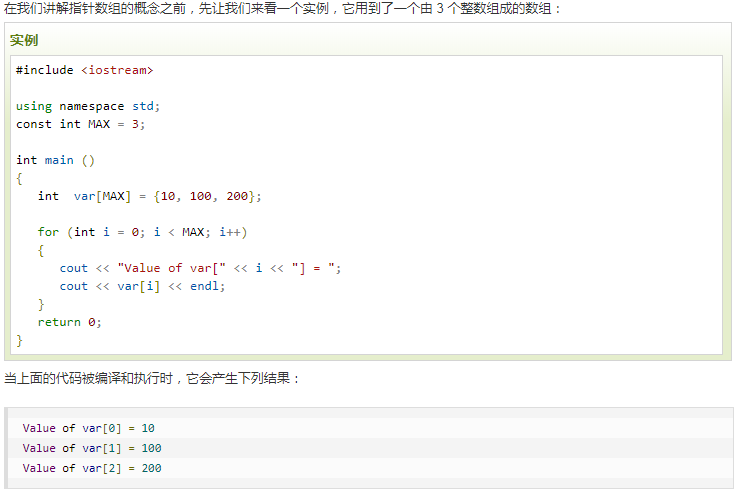 在我们讲解指针数组的概念之前，先让我们来看一个实例，它用到了一个由 3 个整数组成的数组：
实例
#include <iostream>
using namespace std;
const int MAX = 3;
int main ()
{
int  var[MAX] = {10, 100, 200};
for (int i = 0; i < MAX; i++)
{
cout << "Value of var[" << i << "] = ";
cout << var[i] << endl;
}
return 0;
}
当上面的代码被编译和执行时，它会产生下列结果：
Value of var[0] = 10
Value of var[1] = 100
Value of var[2] = 200